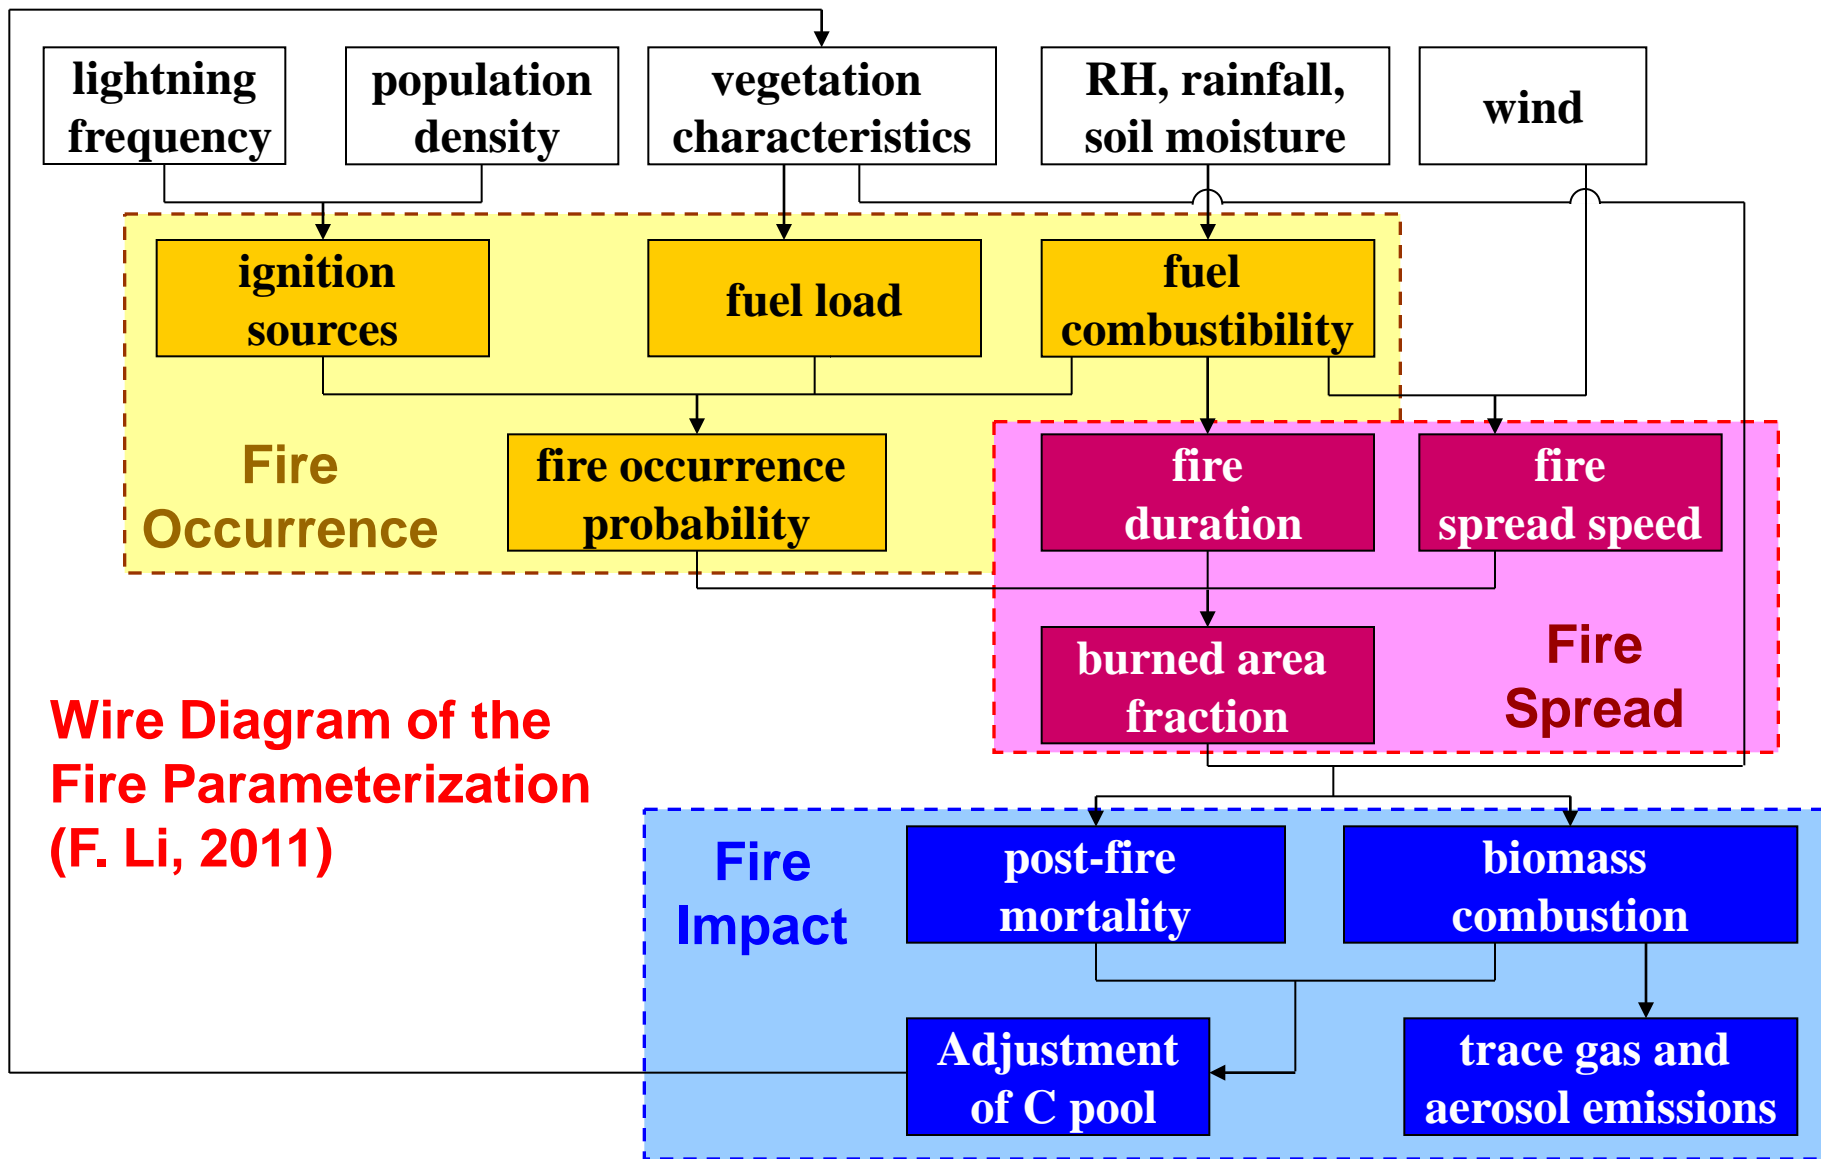 lightning
frequency
population
density
vegetation
characteristics
RH, rainfall,
soil moisture
wind
ignition
sources
fuel load
fuel
combustibility
Fire
Occurrence
fire occurrence
probability
fire
duration
fire
spread speed
burned area
fraction
Fire
Spread
Wire Diagram of the
Fire Parameterization
(F. Li, 2011)
Fire
Impact
post-fire
mortality
biomass
combustion
Adjustment
of C pool
trace gas and
aerosol emissions